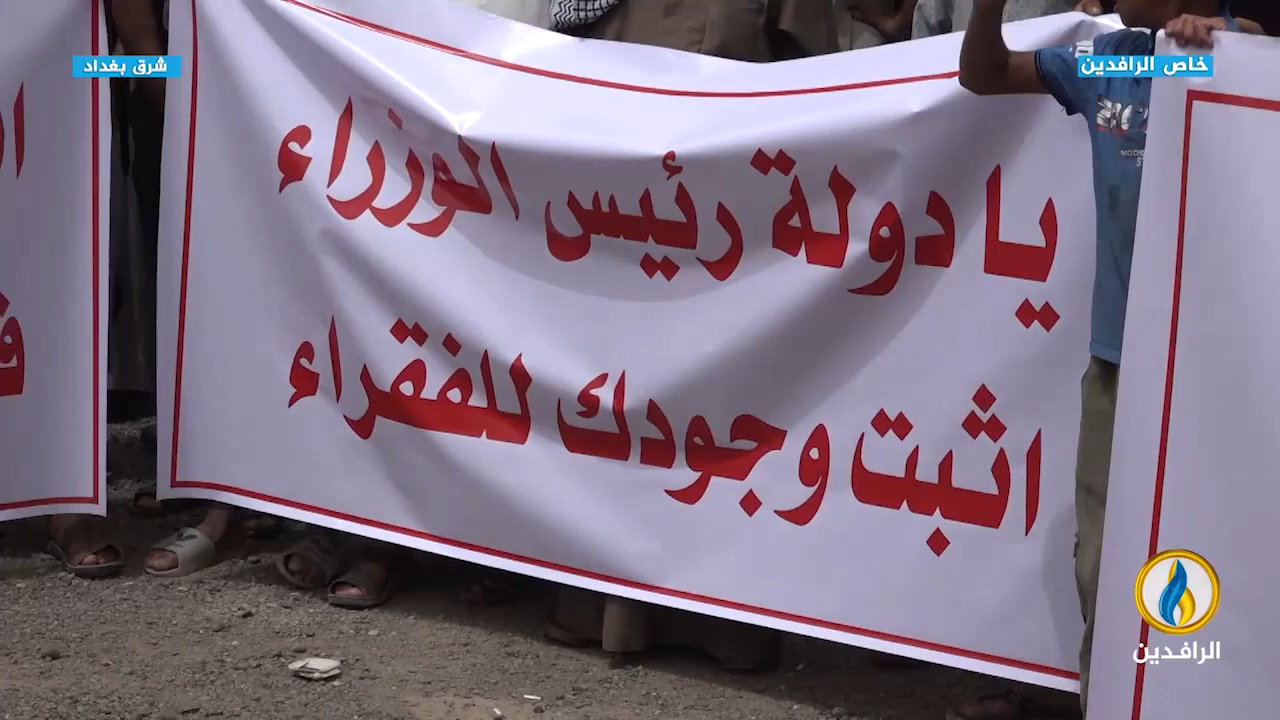 خاص الرافدين
شرق بغداد
يا دولة رئيس الوزراء
اثبت وجودك للفقراء
الرافدين